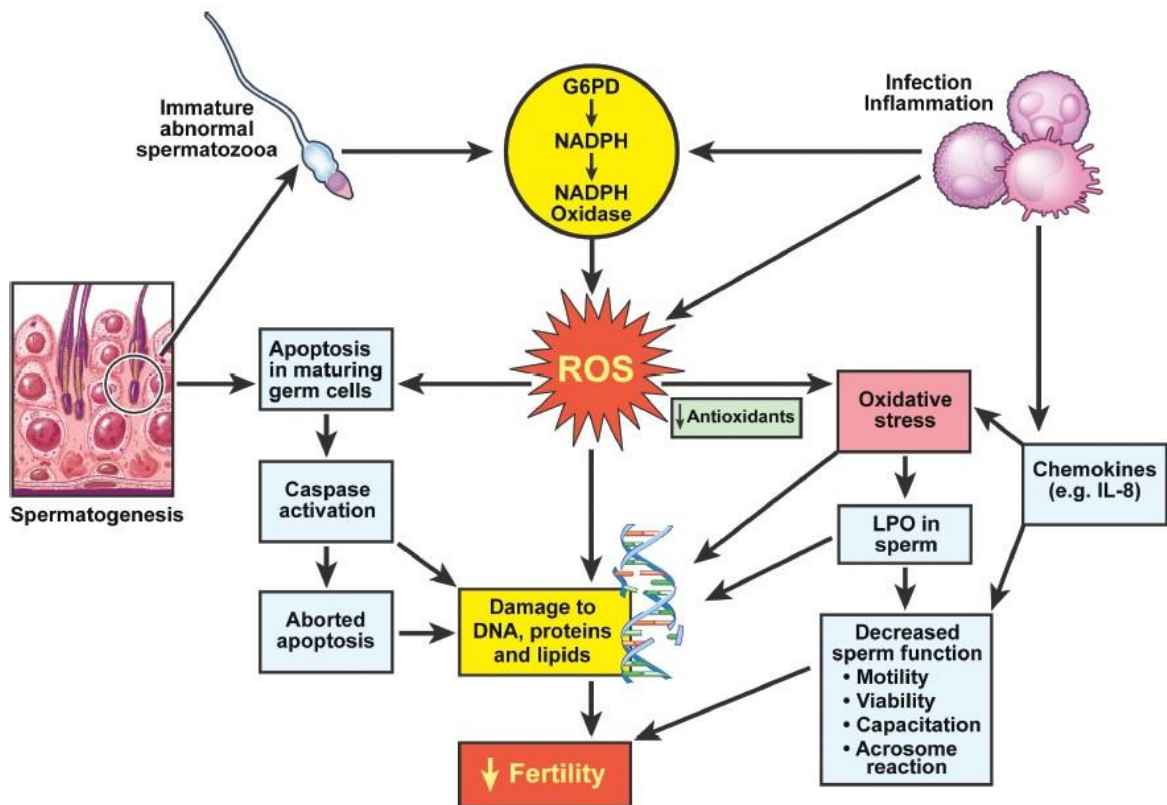 Immature
abnormal
spermatozooa
G6PD
NADPH
NADPH
Oxidase
Infection
Inflammation
Spermatogenesis
Apoptosis
in maturing
germ cells
ROS
↓ Antioxidants
Oxidative
stress
Chemokines
(e.g. IL-8)
Caspase
activation
LPO in
sperm
Aborted
apoptosis
Damage to
DNA, proteins
and lipids
Decreased
sperm function
• Motility
• Viability
• Capacitation
• Acrosome
reaction
↓ Fertility